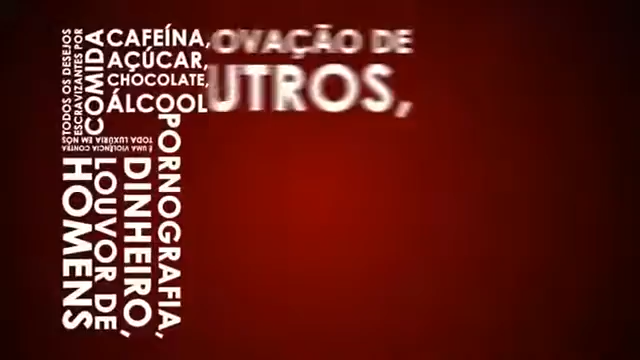 É UMA VIOLÊNCIA CONTRA
TODA LUXÚRIA EM NÓS
TODOS OS DESEJOS
ESCRAVIZANTES POR
COMIDA
CAFEÍNA,
AÇÚCAR,
CHOCOLATE,
ÁLCOOL
PORNOGRAFIA,
DINHEIRO,
LOUVOR DE
HOMENS
OVAÇÃO DE
UTROS,